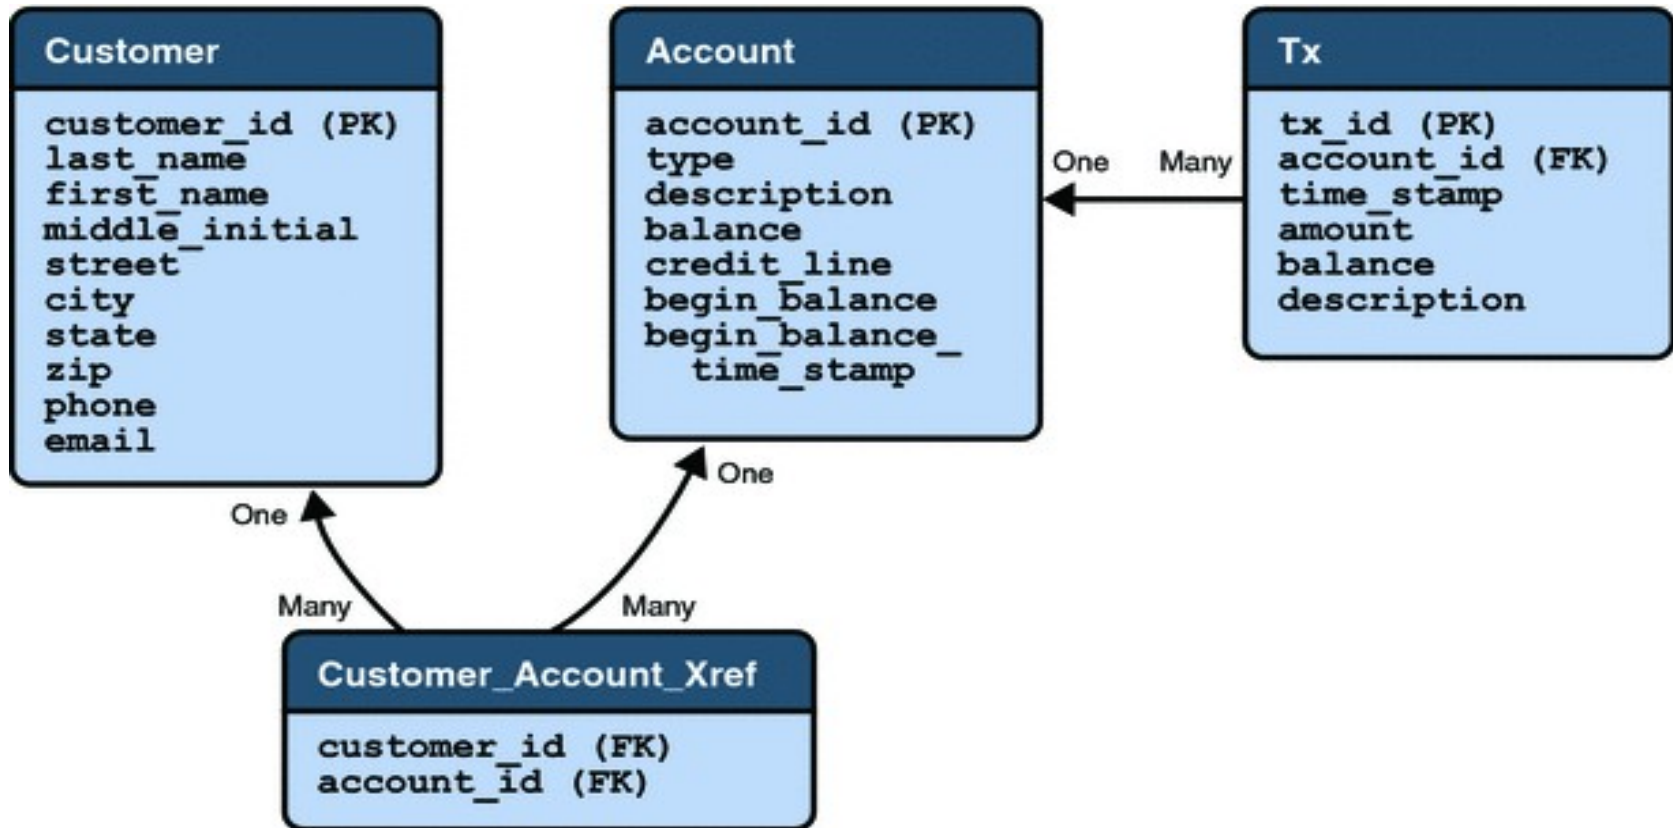 Customer
customer_id (PK)
last_name
first_name
middle_initial
street
city
state
zip
phone
email
Account
account_id (PK)
type
description
balance
credit_line
begin_balance
begin_balance_
time_stamp
Tx
tx_id (PK)
account_id (FK)
time_stamp
amount
balance
description
One Many
One
One
Many
Many
Customer_Account_Xref
customer_id (FK)
account_id (FK)